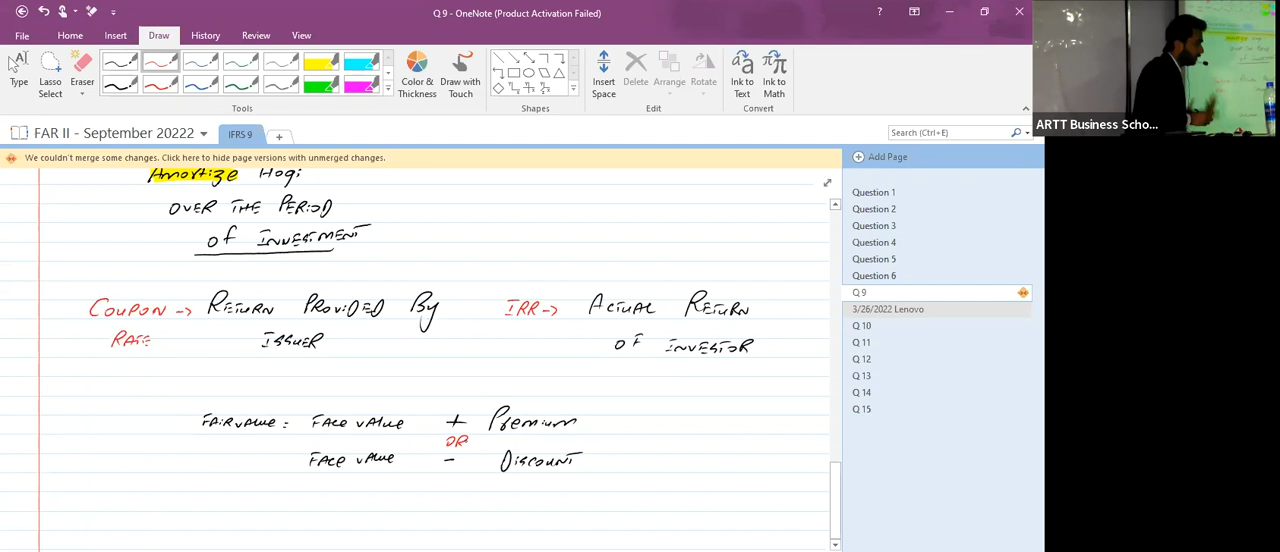 Q 9 - OneNote (Product Activation Failed)
File Home Insert Draw History Review View
Type
Lasso Select
Eraser
Color & Thickness
Draw with Touch
Insert Space
Delete
Arrange
Rotate
Ink to Text
Ink to Math
Tools
Shapes
Edit
Convert
ARTT Business Scho...
FAR II - September 20222
IFRS 9
Search (Ctrl+E)
We couldn't merge some changes. Click here to hide page versions with unmerged changes.
Add Page
Amortize Hogi
OVER THE PERIOD
OF INVESTMENT
COUPON → RETURN PROVIDED By
RATE ISSUER
IRR → ACTUAL RETURN
OF INVESTOR
FAIR VALUE = FACE VALUE + Premium
OR
FACE VALUE - DISCOUNT
Question 1
Question 2
Question 3
Question 4
Question 5
Question 6
Q 9
3/26/2022 Lenovo
Q 10
Q 11
Q 12
Q 13
Q 14
Q 15